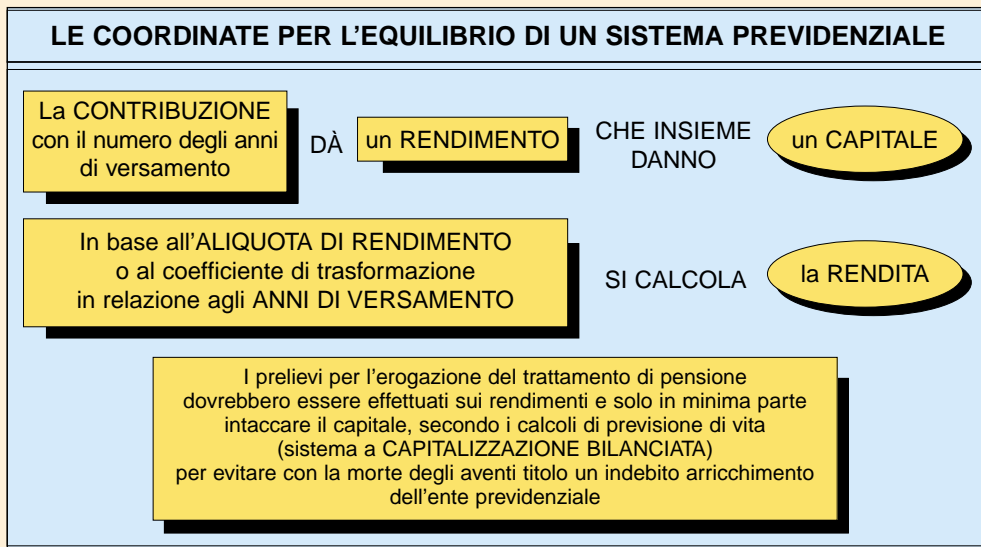 LE COORDINATE PER L'EQUILIBRIO DI UN SISTEMA PREVIDENZIALE
La CONTRIBUZIONE
con il numero degli anni
di versamento
DÀ
un RENDIMENTO
CHE INSIEME
DANNO
un CAPITALE
In base all'ALIQUOTA DI RENDIMENTO
o al coefficiente di trasformazione
in relazione agli ANNI DI VERSAMENTO
SI CALCOLA
la RENDITA
I prelievi per l'erogazione del trattamento di pensione
dovrebbero essere effettuati sui rendimenti e solo in minima parte
intaccare il capitale, secondo i calcoli di previsione di vita
(sistema a CAPITALIZZAZIONE BILANCIATA)
per evitare con la morte degli aventi titolo un indebito arricchimento
dell'ente previdenziale